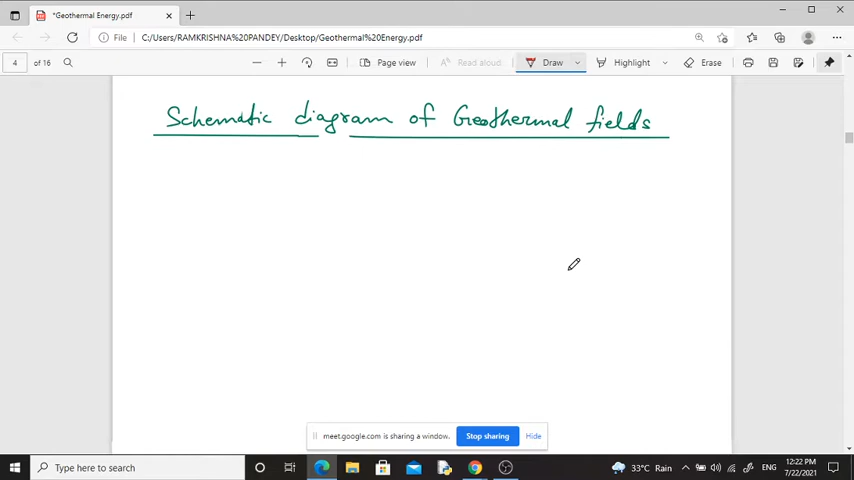 *Geothermal Energy.pdf
File C:/Users/RAMKRISHNA%20PANDEY/Desktop/Geothermal%20Energy.pdf
4 of 16 Page view Read aloud Draw Highlight Erase
Schematic diagram of Geothermal fields
meet.google.com is sharing a window. Stop sharing Hide
Type here to search 33°C Rain ENG 12:22 PM
7/22/2021